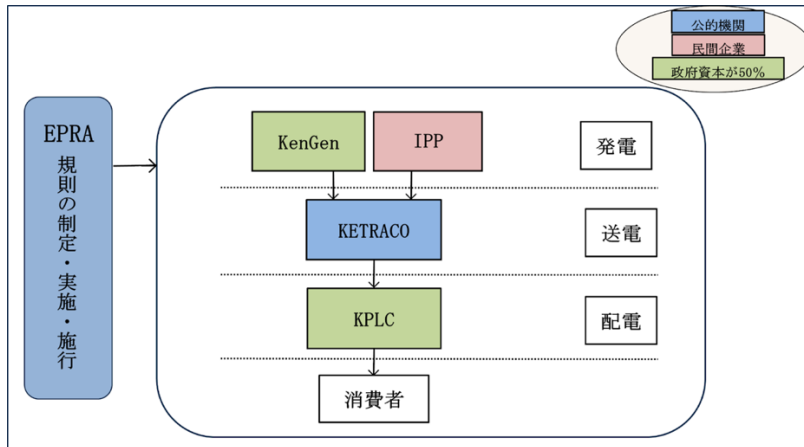 公的機関
民間企業
政府資本が50%
EPRA
規則の制定・実施・施行
KenGen
IPP
発電
KETRACO
送電
KPLC
配電
消費者